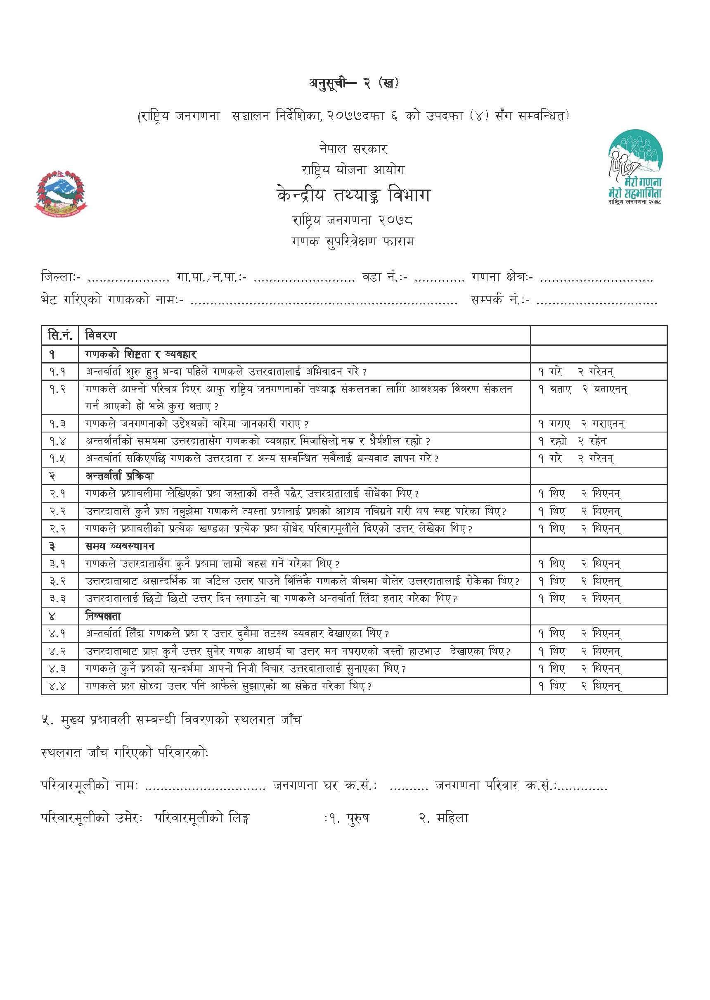 अनुसूची– २ (ख)
(राष्ट्रिय जनगणना सञ्चालन निर्देशिका, २०७७दफा ६ को उपदफा (४) सँग सम्वन्धित)
नेपाल सरकार
राष्ट्रिय योजना आयोग
केन्द्रीय तथ्याङ्क विभाग
राष्ट्रिय जनगणना २०७८
गणक सुपरिवेक्षण फाराम
मेरो गणना
मेरो सहभागिता
राष्ट्रिय जनगणना २०७८
जिल्लाः- ..................... गा.पा./न.पा.ः- .......................... वडा नं.ः- ............. गणना क्षेत्रः- .............................
भेट गरिएको गणकको नामः- .................................................................... सम्पर्क नं.ः- ...............................
सि.नं. विवरण
१ गणकको शिष्टता र व्यवहार
१.१ अन्तर्वार्ता शुरु हुनु भन्दा पहिले गणकले उत्तरदातालाई अभिवादन गरे ? १ गरे २ गरेनन्
१.२ गणकले आफ्नो परिचय दिएर आफु राष्ट्रिय जनगणनाको तथ्याङ्क संकलनका लागि आवश्यक विवरण संकलन १ बताए २ बताएनन्
गर्न आएको हो भन्ने कुरा बताए ?
१.३ गणकले जनगणनाको उद्देश्यको बारेमा जानकारी गराए ? १ गराए २ गराएनन्
१.४ अन्तर्वार्ताको समयमा उत्तरदातासँग गणकको व्यवहार मिजासिलो, नम्र र धैर्यशील रह्यो ? १ रह्यो २ रहेन
१.५ अन्तर्वार्ता सकिएपछि गणकले उत्तरदाता र अन्य सम्बन्धित सबैलाई धन्यवाद ज्ञापन गरे ? १ गरे २ गरेनन्
२ अन्तर्वार्ता प्रक्रिया
२.१ गणकले प्रश्नावलीमा लेखिएको प्रश्न जस्ताको तस्तै पढेर उत्तरदातालाई सोधेका थिए ? १ थिए २ थिएनन्
२.२ उत्तरदाताले कुनै प्रश्न नबुझेमा गणकले त्यस्ता प्रश्नलाई प्रश्नको आशय नविग्रने गरी थप स्पष्ट पारेका थिए ? १ थिए २ थिएनन्
२.२ गणकले प्रश्नावलीको प्रत्येक खण्डका प्रत्येक प्रश्न सोधेर परिवारमूलीले दिएको उत्तर लेखेका थिए ? १ थिए २ थिएनन्
३ समय व्यवस्थापन
३.१ गणकले उत्तरदातासँग कुनै प्रश्नमा लामो बहस गर्ने गरेका थिए ? १ थिए २ थिएनन्
३.२ उत्तरदाताबाट असान्दर्भिक वा जटिल उत्तर पाउने बित्तिकै गणकले बीचमा बोलेर उत्तरदातालाई रोकेका थिए ? १ थिए २ थिएनन्
३.३ उत्तरदातालाई छिटो छिटो उत्तर दिन लगाउने वा गणकले अन्तर्वार्ता लिंदा हतार गरेका थिए ? १ थिए २ थिएनन्
४ निष्पक्षता
४.१ अन्तर्वार्ता लिँदा गणकले प्रश्न र उत्तर दुबैमा तटस्थ व्यवहार देखाएका थिए ? १ थिए २ थिएनन्
४.२ उत्तरदाताबाट प्राप्त कुनै उत्तर सुनेर गणक आश्चर्य वा उत्तर मन नपराएको जस्तो हाउभाउ देखाएका थिए ? १ थिए २ थिएनन्
४.३ गणकले कुनै प्रश्नको सन्दर्भमा आफ्नो निजी विचार उत्तरदातालाई सुनाएका थिए ? १ थिए २ थिएनन्
४.४ गणकले प्रश्न सोध्दा उत्तर पनि आफैले सुझाएको वा संकेत गरेका थिए ? १ थिए २ थिएनन्
५. मुख्य प्रश्नावली सम्बन्धी विवरणको स्थलगत जाँच
स्थलगत जाँच गरिएको परिवारकोः
परिवारमूलीको नामः ............................... जनगणना घर क्र.सं.ः .......... जनगणना परिवार क्र.सं.ः.............
परिवारमूलीको उमेरः परिवारमूलीको लिङ्ग ः१. पुरुष २. महिला